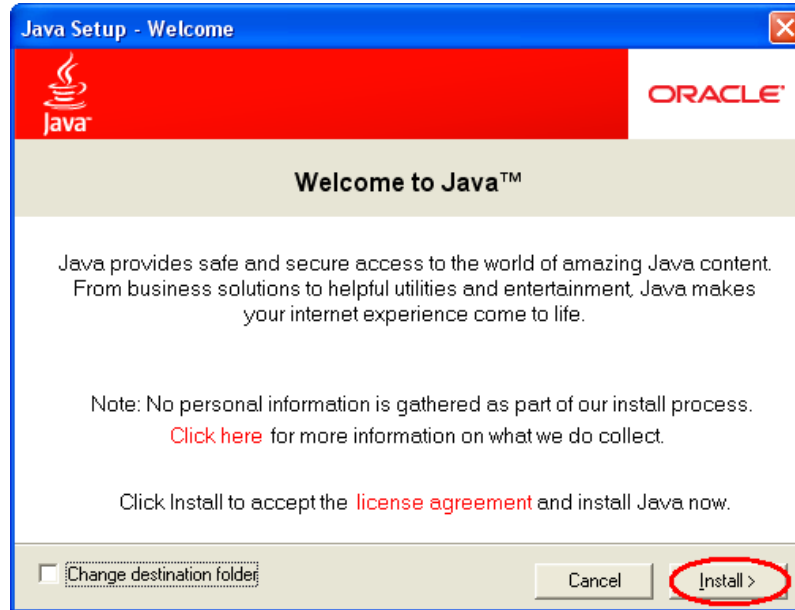 Java Setup - Welcome
Java™
ORACLE®
Welcome to Java™
Java provides safe and secure access to the world of amazing Java content.
From business solutions to helpful utilities and entertainment, Java makes
your internet experience come to life.
Note: No personal information is gathered as part of our install process.
Click here for more information on what we do collect.
Click Install to accept the license agreement and install Java now.
Change destination folder
Cancel
Install >